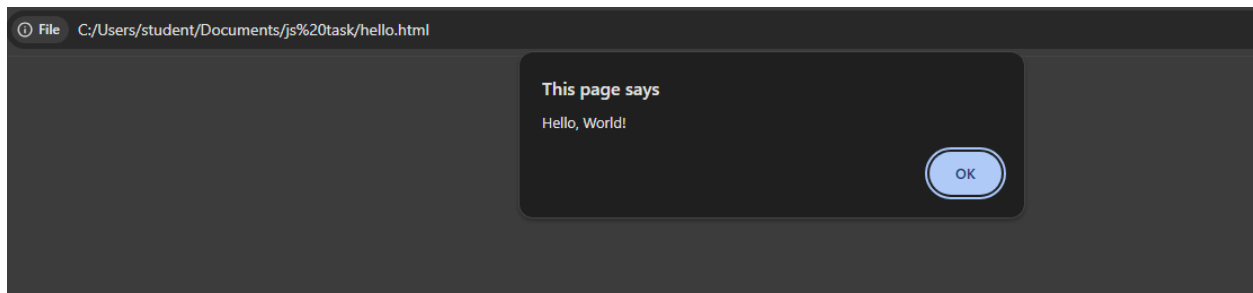 File C:/Users/student/Documents/js%20task/hello.html
This page says
Hello, World!
OK